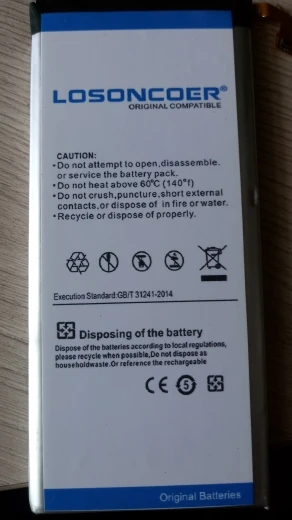 LOSONCOER®
ORIGINAL COMPATIBLE
CAUTION:
•Do not attempt to open,disassemble.
or service the battery pack.
•Do not heat above 60℃ (140°f)
•Do not crush,puncture,short external
contacts,or dispose of in fire or water.
•Recycle or dispose of properly.
Execution Standard:GB/T 31241-2014
Disposing of the battery
Dispose of the batteries according to local regulations,
please recycle when possible,Do not dispose as
householdwaste.Or reference the rechargeable
CE 5
Original Batteries